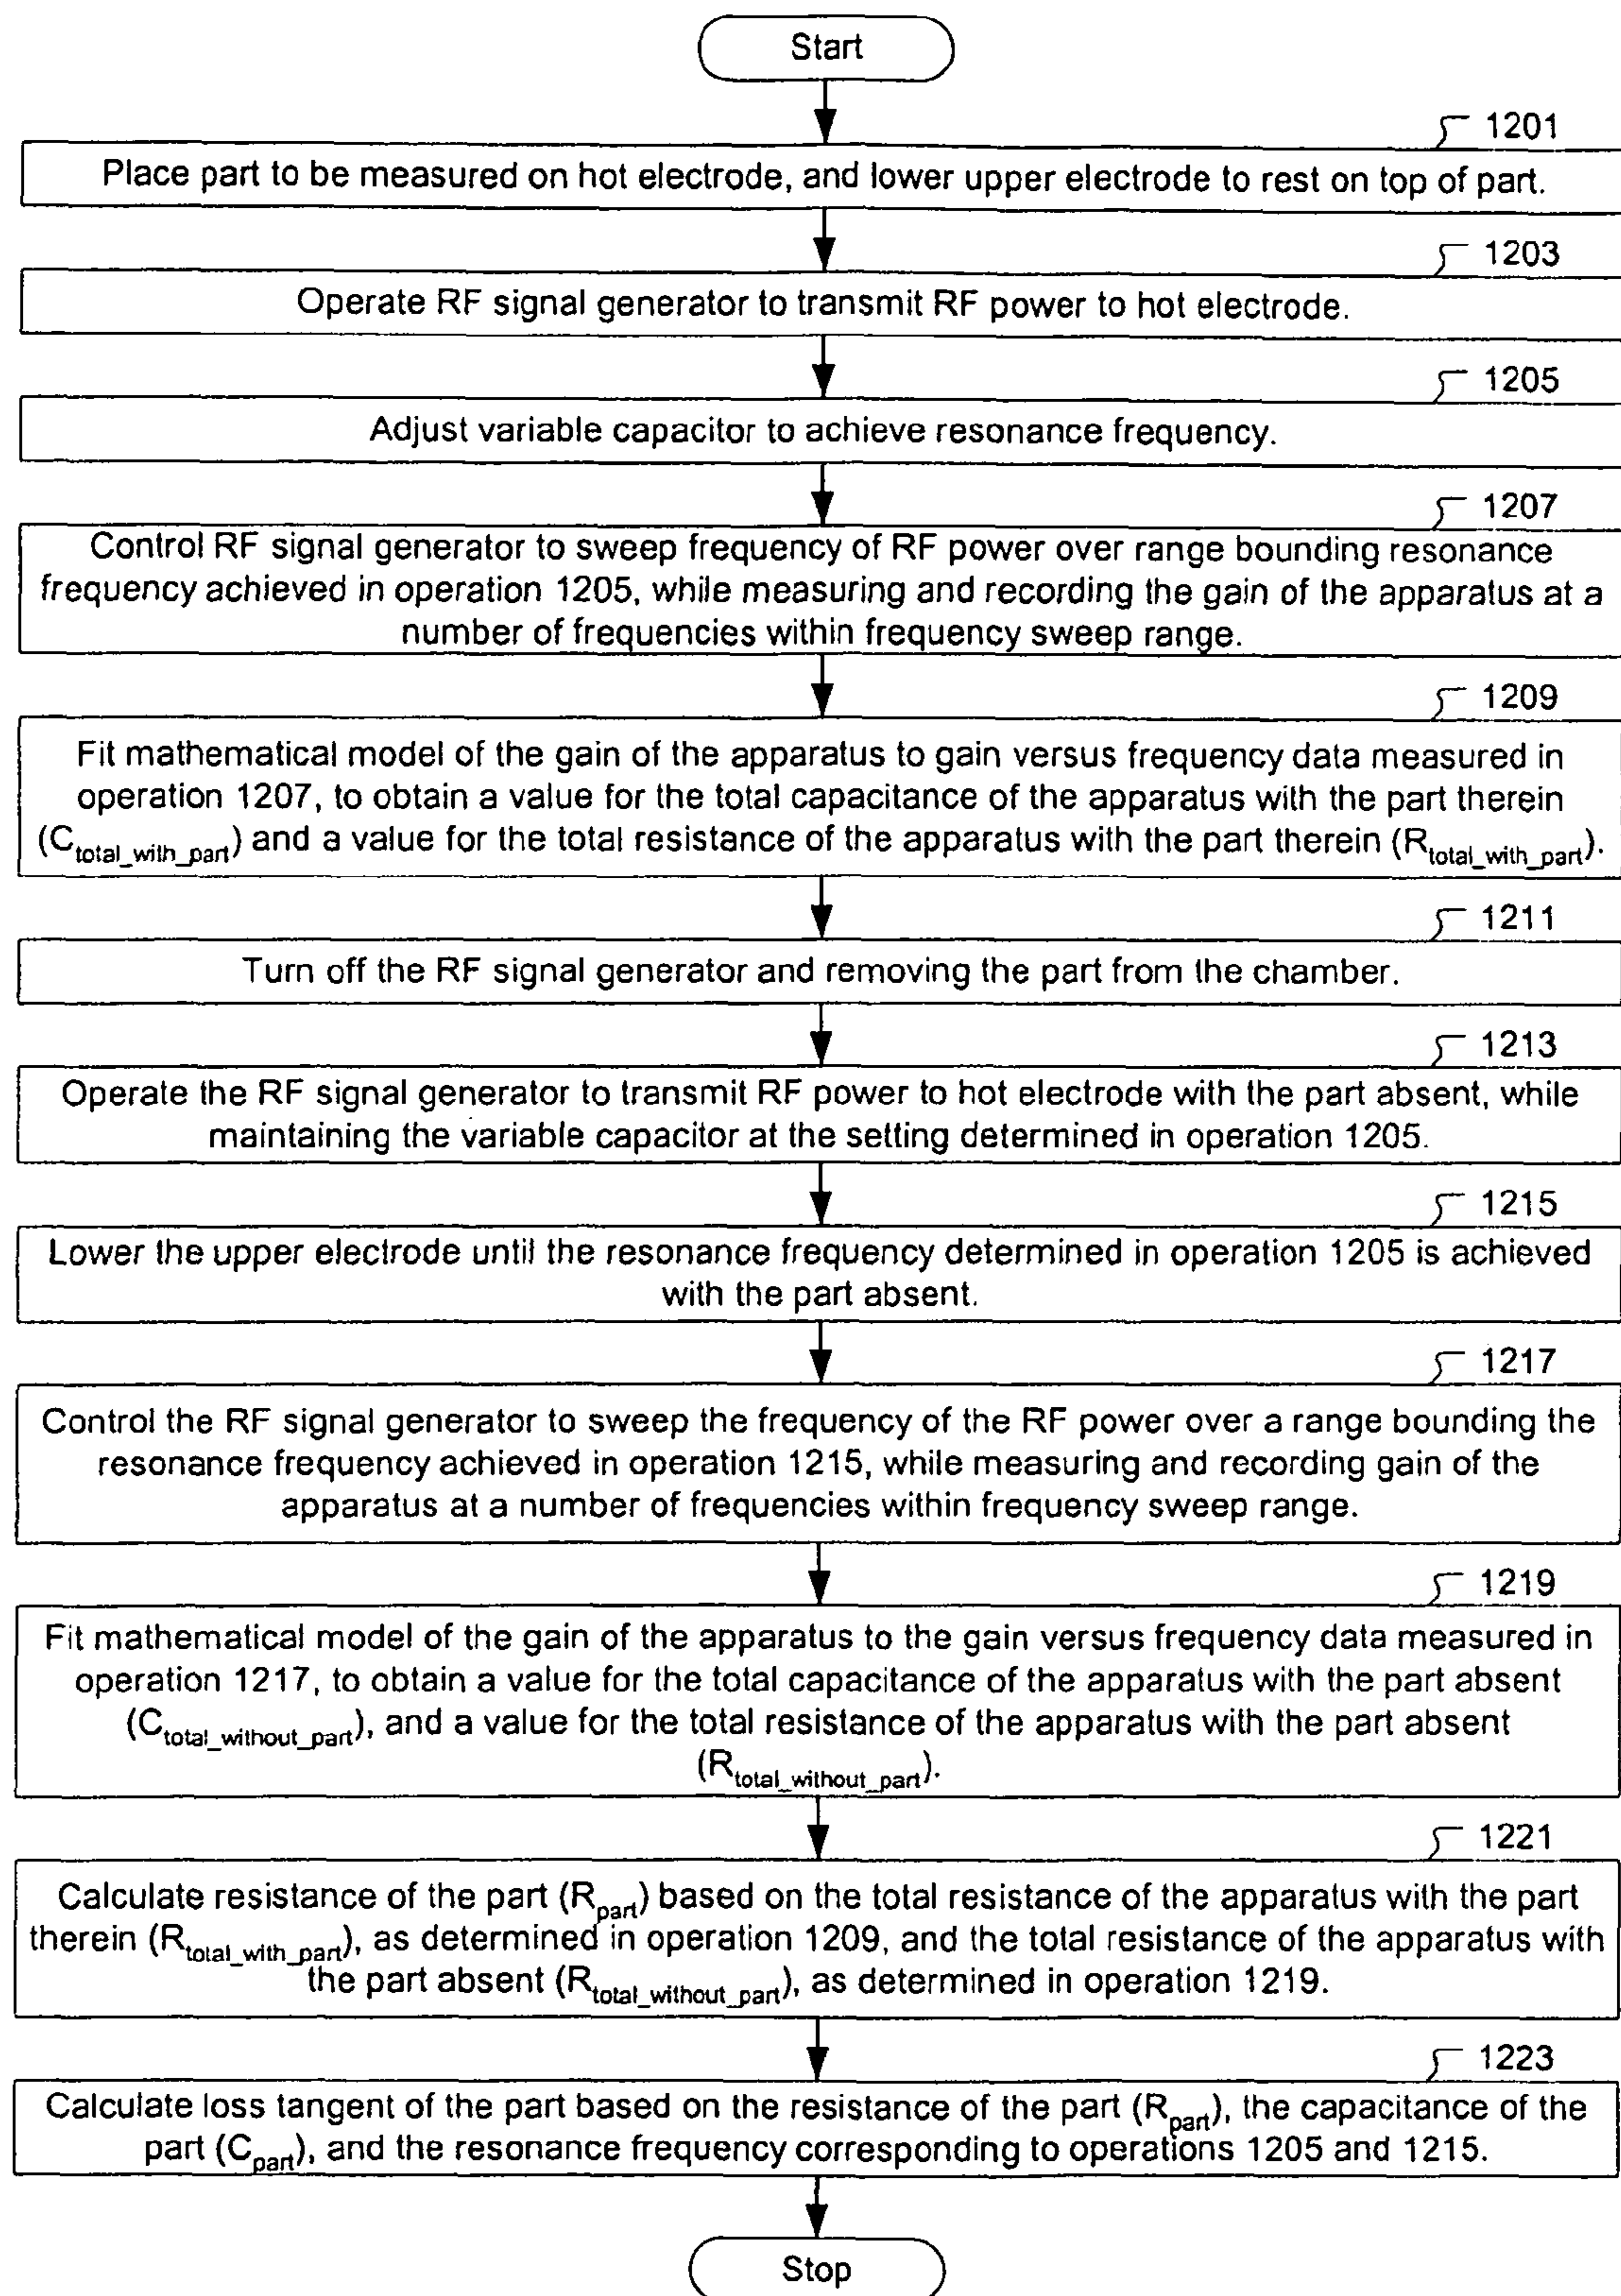 Start
1201
Place part to be measured on hot electrode, and lower upper electrode to rest on top of part.
1203
Operate RF signal generator to transmit RF power to hot electrode.
1205
Adjust variable capacitor to achieve resonance frequency.
1207
Control RF signal generator to sweep frequency of RF power over range bounding resonance
frequency achieved in operation 1205, while measuring and recording the gain of the apparatus at a
number of frequencies within frequency sweep range.
1209
Fit mathematical model of the gain of the apparatus to gain versus frequency data measured in
operation 1207, to obtain a value for the total capacitance of the apparatus with the part therein
(C_total_with_part) and a value for the total resistance of the apparatus with the part therein (R_total_with_part).
1211
Turn off the RF signal generator and removing the part from the chamber.
1213
Operate the RF signal generator to transmit RF power to hot electrode with the part absent, while
maintaining the variable capacitor at the setting determined in operation 1205.
1215
Lower the upper electrode until the resonance frequency determined in operation 1205 is achieved
with the part absent.
1217
Control the RF signal generator to sweep the frequency of the RF power over a range bounding the
resonance frequency achieved in operation 1215, while measuring and recording gain of the
apparatus at a number of frequencies within frequency sweep range.
1219
Fit mathematical model of the gain of the apparatus to the gain versus frequency data measured in
operation 1217, to obtain a value for the total capacitance of the apparatus with the part absent
(C_total_without_part), and a value for the total resistance of the apparatus with the part absent
(R_total_without_part).
1221
Calculate resistance of the part (R_part) based on the total resistance of the apparatus with the part
therein (R_total_with_part), as determined in operation 1209, and the total resistance of the apparatus with
the part absent (R_total_without_part), as determined in operation 1219.
1223
Calculate loss tangent of the part based on the resistance of the part (R_part), the capacitance of the
part (C_part), and the resonance frequency corresponding to operations 1205 and 1215.
Stop